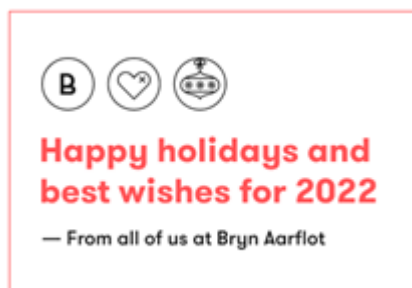 B
Happy holidays and
best wishes for 2022
— From all of us at Bryn Aarflot